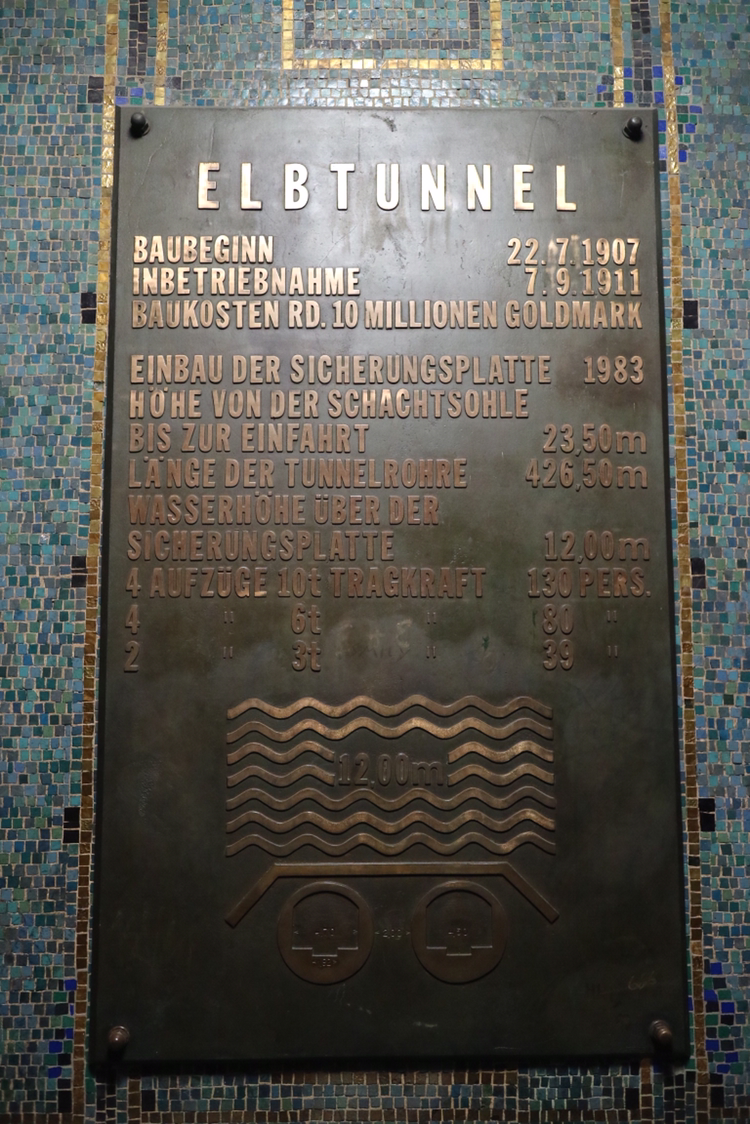 ELBTUNNEL
BAUBEGINN 22.7.1907
INBETRIEBNAHME 7.9.1911
BAUKOSTEN RD. 10 MILLIONEN GOLDMARK
EINBAU DER SICHERUNGSPLATTE 1983
HÖHE VON DER SCHACHTSOHLE
BIS ZUR EINFAHRT 23,50m
LÄNGE DER TUNNELROHRE 426,50m
WASSERHÖHE ÜBER DER
SICHERUNGSPLATTE 12,00m
4 AUFZÜGE 10t TRAGKRAFT 130 PERS.
4 " 6t " 80 "
2 " 3t " 39 "
12,00m